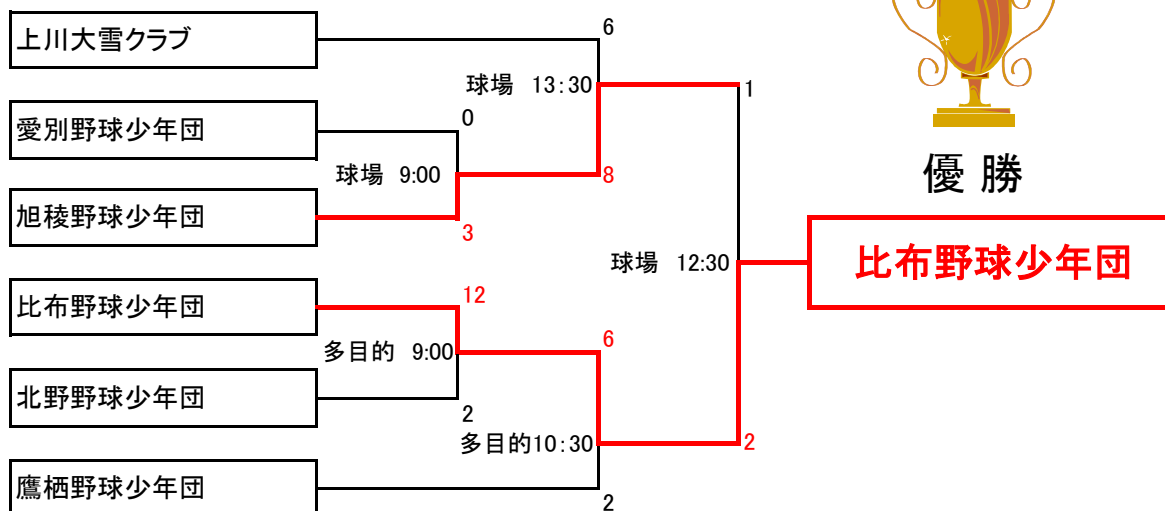 上川大雪クラブ
6
球場 13:30
1
愛別野球少年団
0
球場 9:00
8
優 勝
旭稜野球少年団
3
球場 12:30
比布野球少年団
比布野球少年団
12
6
多目的 9:00
北野野球少年団
2
多目的10:30
2
鷹栖野球少年団
2